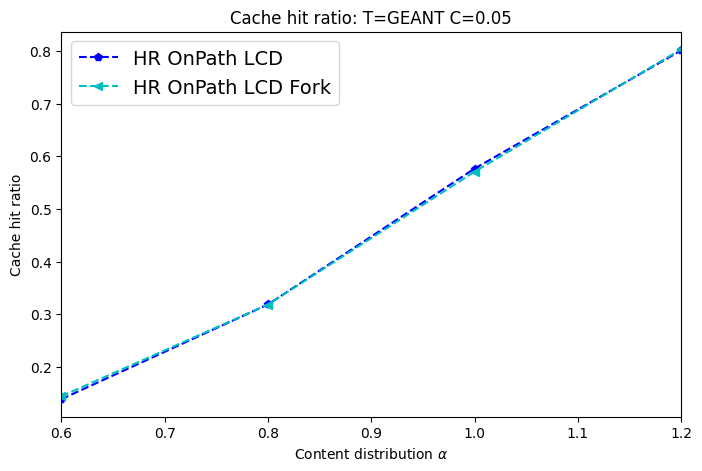 Cache hit ratio: T=GEANT C=0.05
HR OnPath LCD
HR OnPath LCD Fork
Cache hit ratio
0.8
0.7
0.6
0.5
0.4
0.3
0.2
0.6 0.7 0.8 0.9 1.0 1.1 1.2
Content distribution α